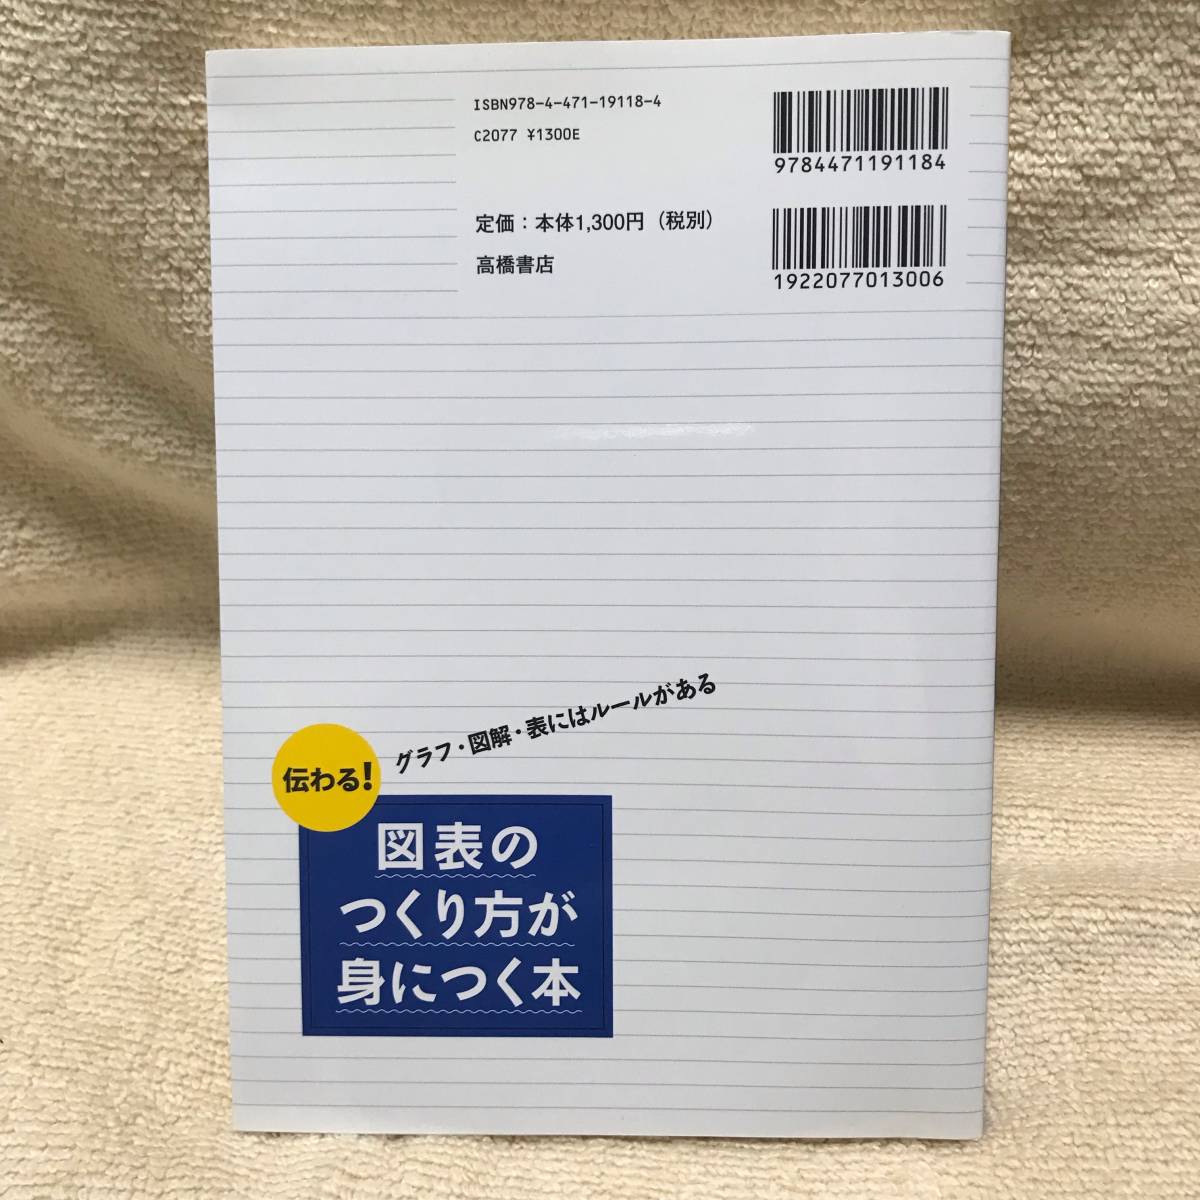 ISBN978-4-471-19118-4
C2077 ¥1300E
9784471191184
定価：本体1,300円（税別）
高橋書店
1922077013006
グラフ・図解・表にはルールがある
伝わる！
図表の
つくり方が
身につく本